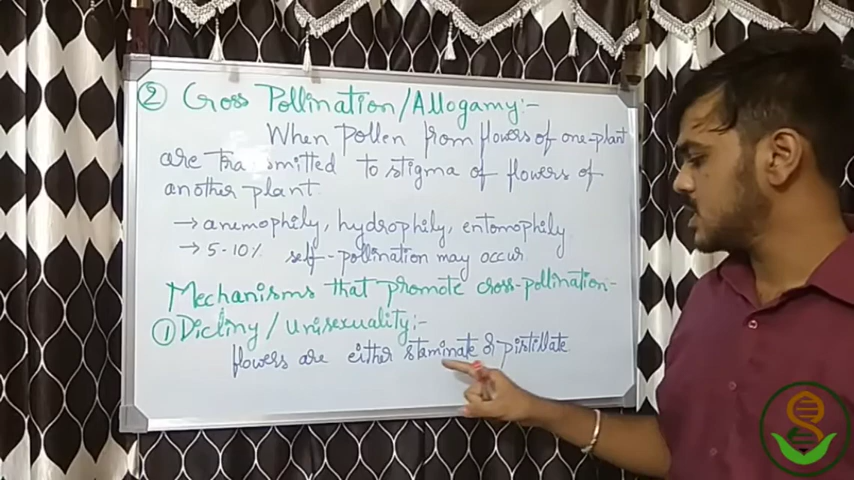 ② Cross Pollination/Allogamy:-
When pollen from flowers of one-plant
are transmitted to stigma of flowers of
another plant.
→ anemophily, hydrophily, entomophily
→ 5-10% self-pollination may occur
Mechanisms that promote cross-pollination:-
① Dicliny/unisexuality:-
flowers are either staminate or pistillate